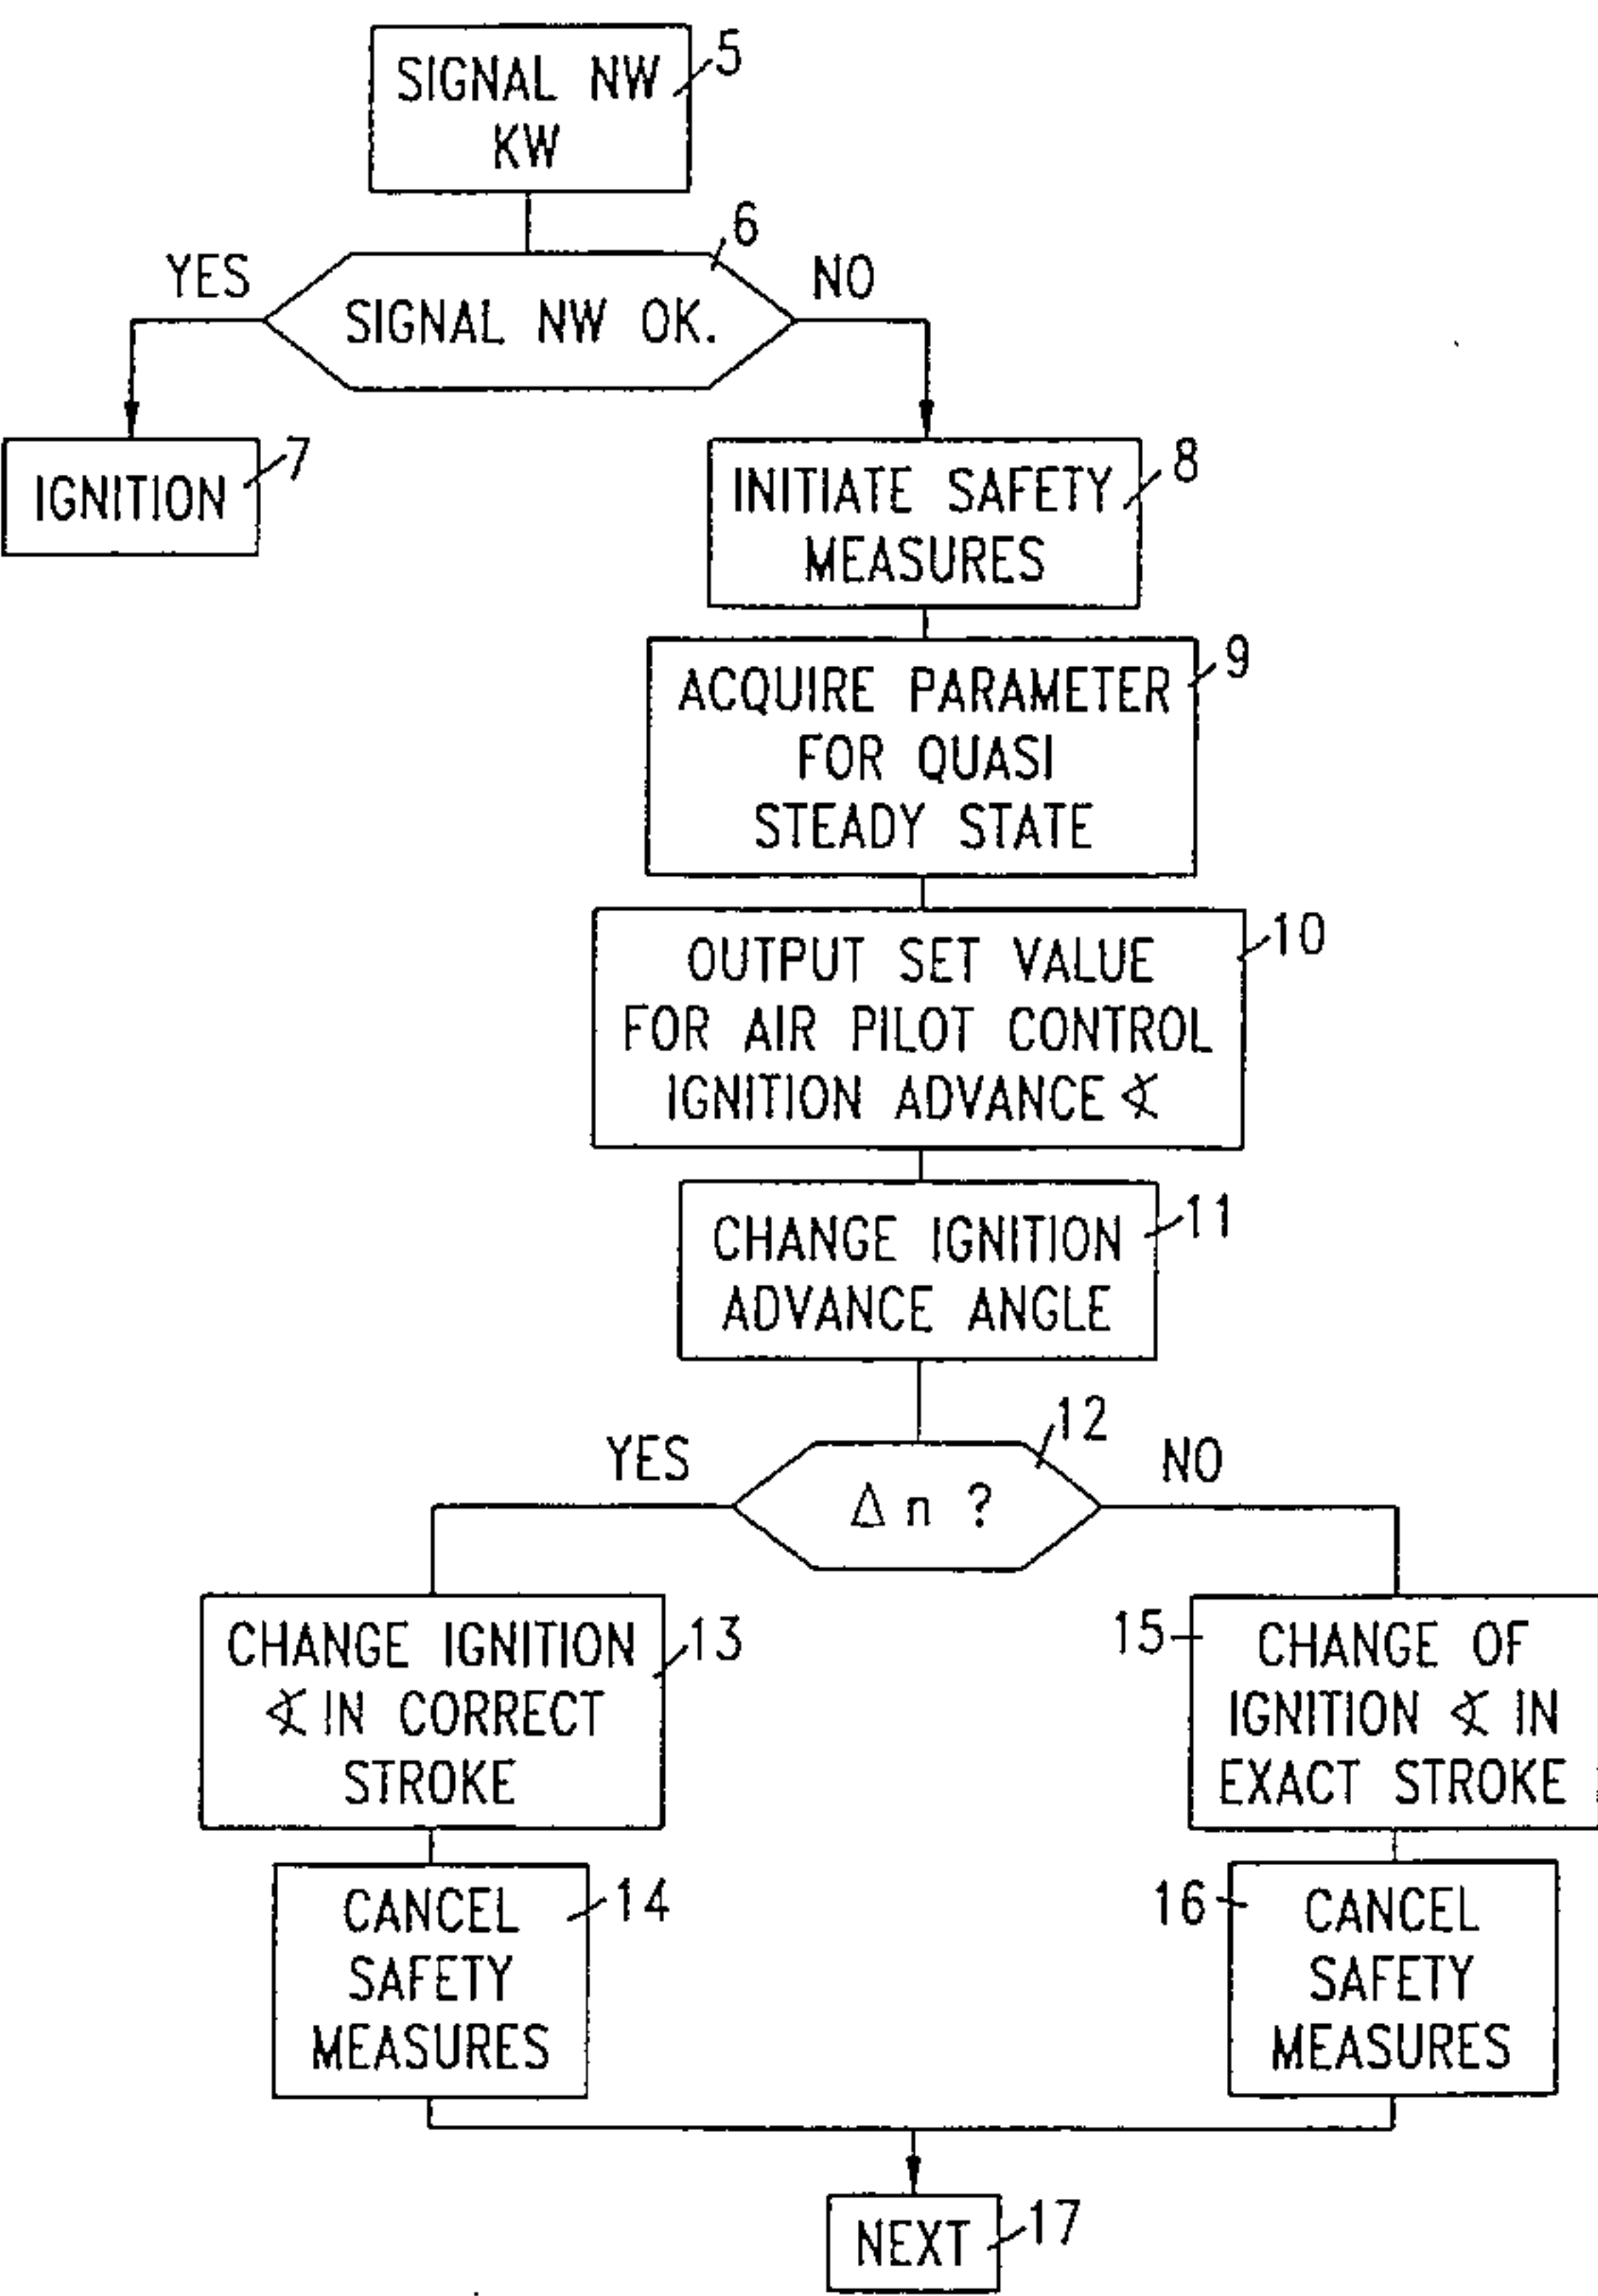 SIGNAL NW
KW
5
6
YES
NO
SIGNAL NW OK.
IGNITION
7
INITIATE SAFETY
MEASURES
8
ACQUIRE PARAMETER
FOR QUASI
STEADY STATE
9
OUTPUT SET VALUE
FOR AIR PILOT CONTROL
IGNITION ADVANCE ∢
10
CHANGE IGNITION
ADVANCE ANGLE
11
12
YES
NO
Δ n ?
CHANGE IGNITION
∢ IN CORRECT
STROKE
13
15
CHANGE OF
IGNITION ∢ IN
EXACT STROKE
CANCEL
SAFETY
MEASURES
14
16
CANCEL
SAFETY
MEASURES
NEXT
17